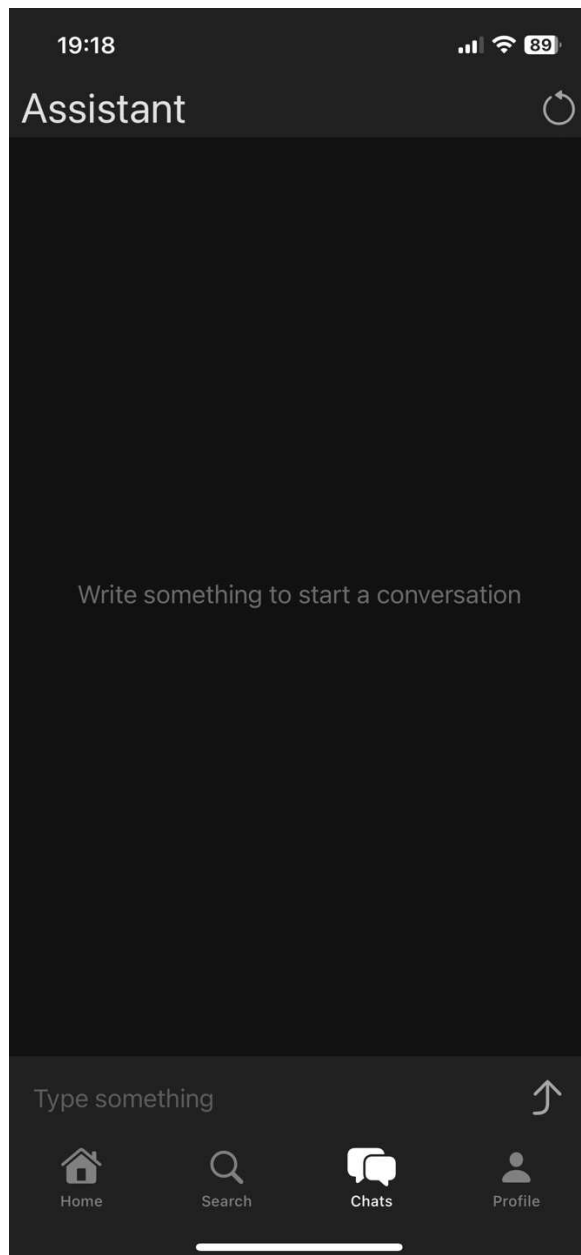 19:18
89
Assistant
Write something to start a conversation
Type something
Home
Search
Chats
Profile